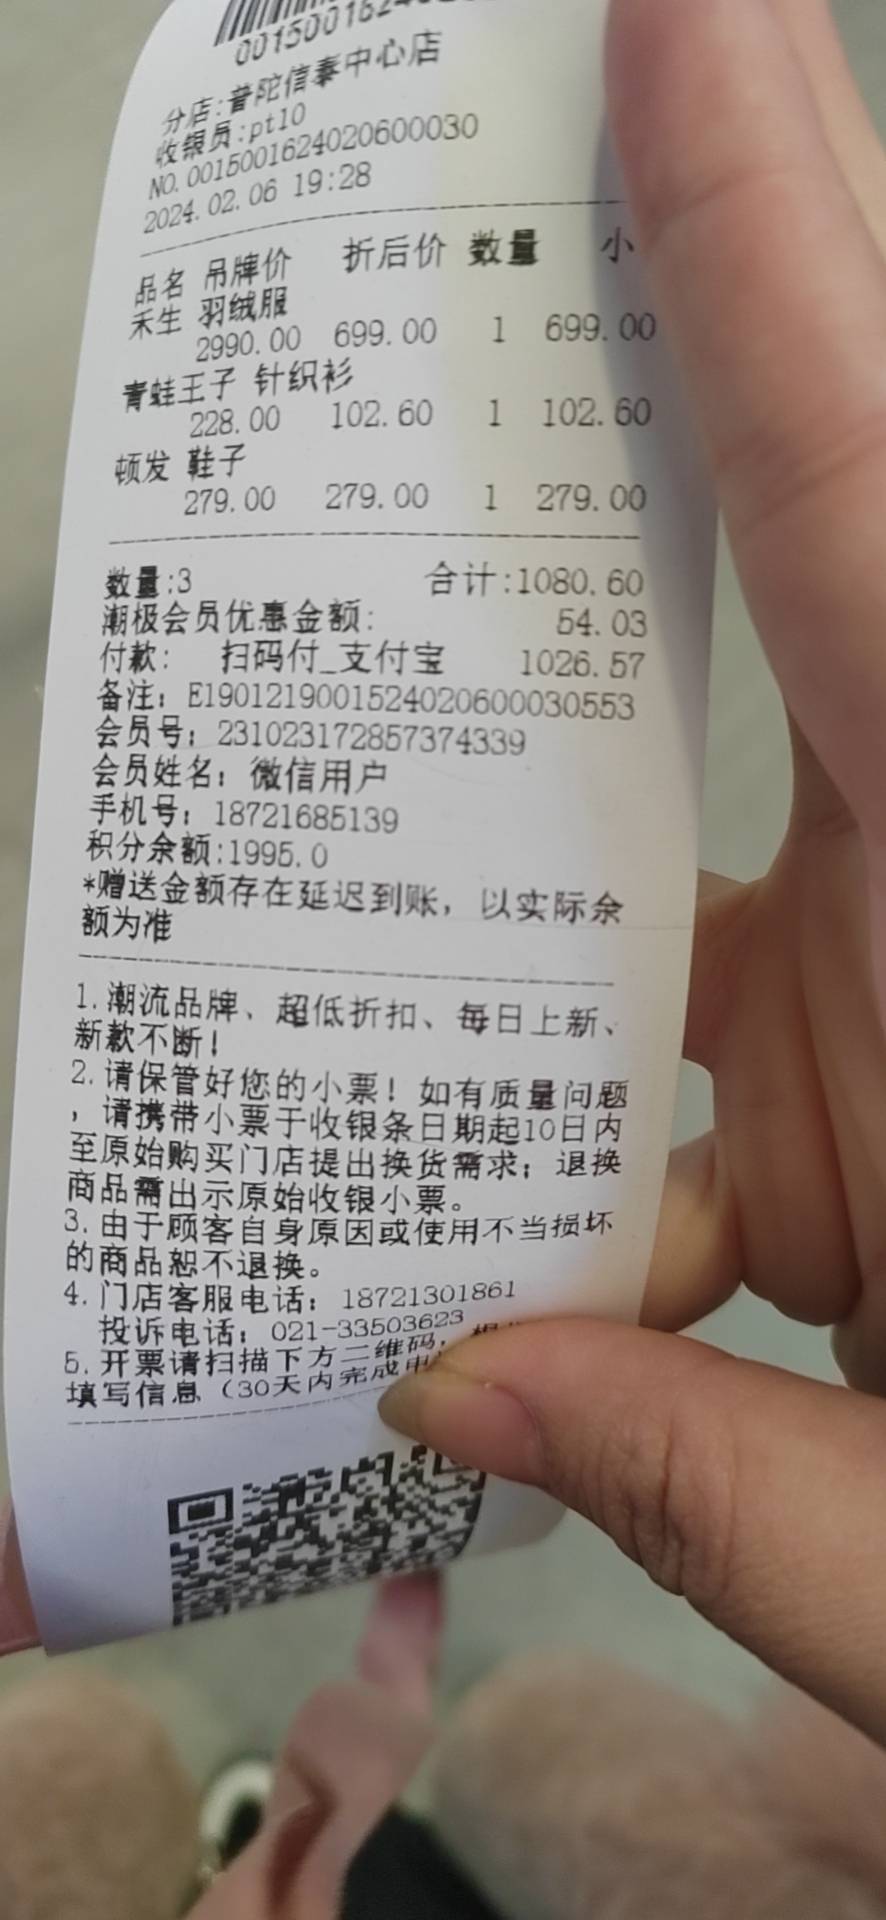 分店:普陀信泰中心店
收银员:pt10
NO.0015001624020600030
2024.02.06 19:28
品名 吊牌价 折后价 数量 小
禾生 羽绒服
2990.00 699.00 1 699.00
青蛙王子 针织衫
228.00 102.60 1 102.60
顿发 鞋子
279.00 279.00 1 279.00
数量:3 合计:1080.60
潮极会员优惠金额: 54.03
付款: 扫码付_支付宝 1026.57
备注: E1901219001524020600030553
会员号: 231023172857374339
会员姓名: 微信用户
手机号: 18721685139
积分余额:1995.0
*赠送金额存在延迟到账, 以实际余
额为准
1.潮流品牌、超低折扣、每日上新、
新款不断!
2.请保管好您的小票! 如有质量问题
, 请携带小票于收银条日期起10日内
至原始购买门店提出换货需求; 退换
商品需出示原始收银小票。
3.由于顾客自身原因或使用不当损坏
的商品恕不退换。
4.门店客服电话: 18721301861
投诉电话: 021-33503623
5.开票请扫描下方二维码,
填写信息 (30天内完成